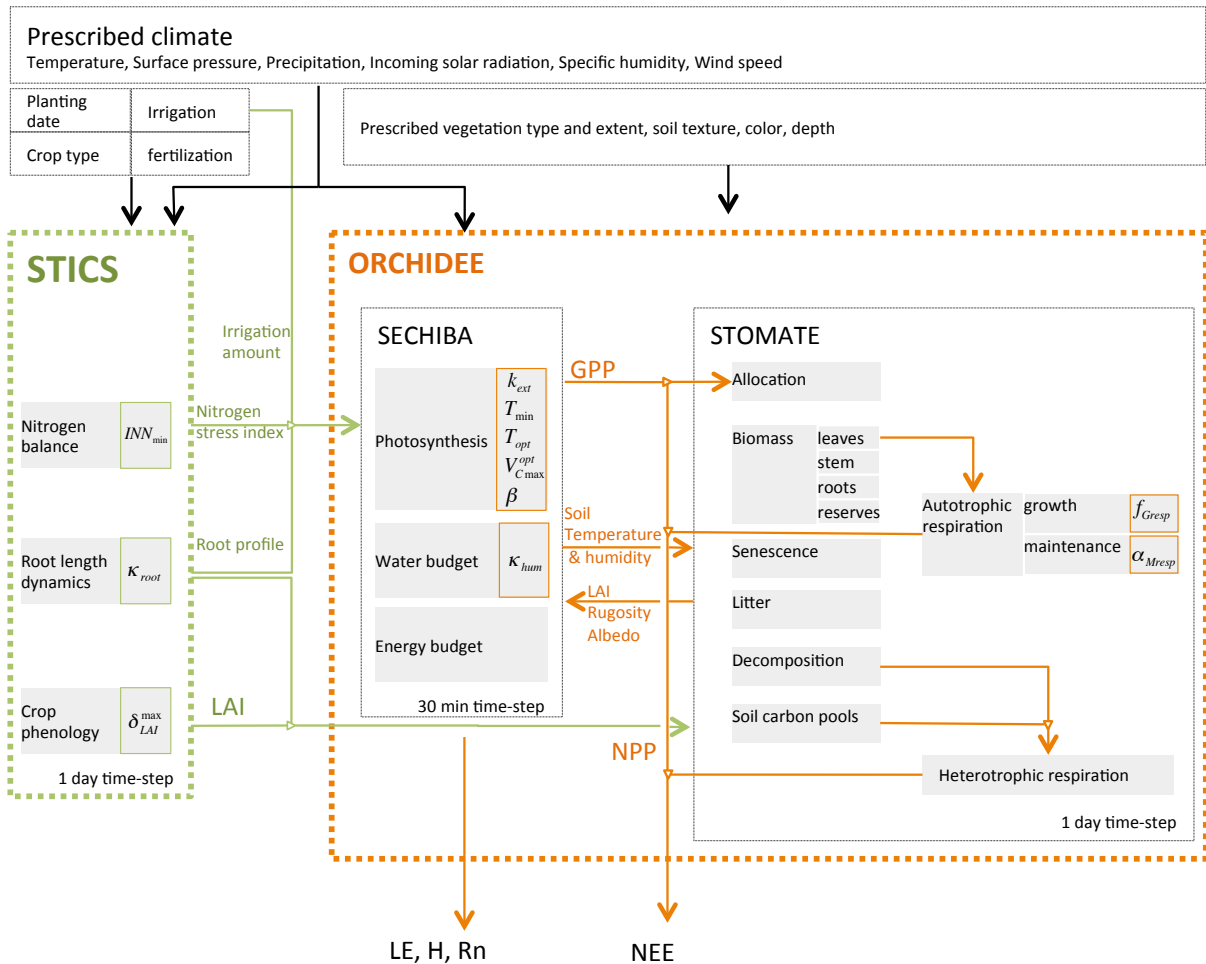 Prescribed climate
Temperature, Surface pressure, Precipitation, Incoming solar radiation, Specific humidity, Wind speed
Planting
date
Irrigation
Crop type
fertilization
Prescribed vegetation type and extent, soil texture, color, depth
STICS
Irrigation
amount
Nitrogen
balance
INN_min
Nitrogen
stress index
Root length
dynamics
κ_root
Root profile
Crop
phenology
δ_LAI^max
LAI
1 day time-step
ORCHIDEE
SECHIBA
Photosynthesis
k_ext
T_min
T_opt
V_Cmax^opt
β
Water budget
κ_hum
Energy budget
30 min time-step
GPP
Soil
Temperature
& humidity
LAI
Rugosity
Albedo
NPP
STOMATE
Allocation
Biomass
leaves
stem
roots
reserves
Autotrophic
respiration
growth
f_Gresp
maintenance
α_Mresp
Senescence
Litter
Decomposition
Soil carbon pools
Heterotrophic respiration
1 day time-step
LE, H, Rn
NEE